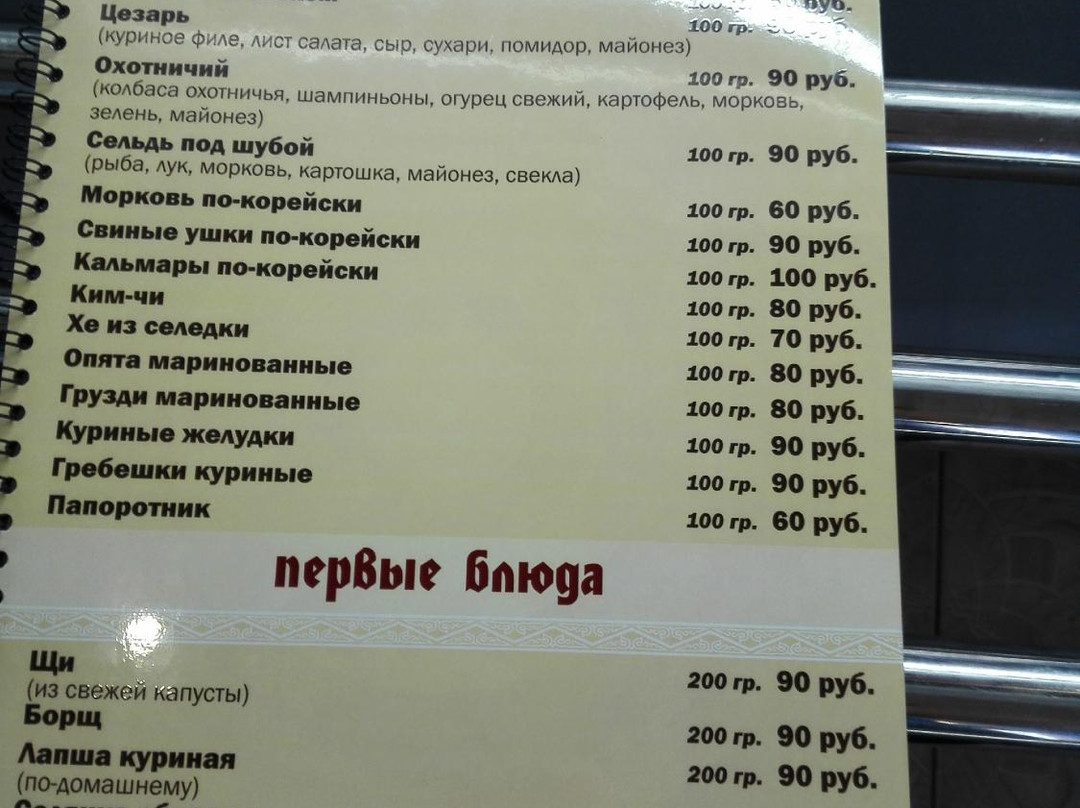 руб.
Цезарь 100 гр. руб.
(куриное филе, лист салата, сыр, сухари, помидор, майонез)
Охотничий 100 гр. 90 руб.
(колбаса охотничья, шампиньоны, огурец свежий, картофель, морковь,
зелень, майонез)
Сельдь под шубой 100 гр. 90 руб.
(рыба, лук, морковь, картошка, майонез, свекла)
Морковь по-корейски 100 гр. 60 руб.
Свиные ушки по-корейски 100 гр. 90 руб.
Кальмары по-корейски 100 гр. 100 руб.
Ким-чи 100 гр. 80 руб.
Хе из селедки 100 гр. 70 руб.
Опята маринованные 100 гр. 80 руб.
Грузди маринованные 100 гр. 80 руб.
Куриные желудки 100 гр. 90 руб.
Гребешки куриные 100 гр. 90 руб.
Папоротник 100 гр. 60 руб.
первые блюда
Щи 200 гр. 90 руб.
(из свежей капусты)
Борщ 200 гр. 90 руб.
Лапша куриная 200 гр. 90 руб.
(по-домашнему)